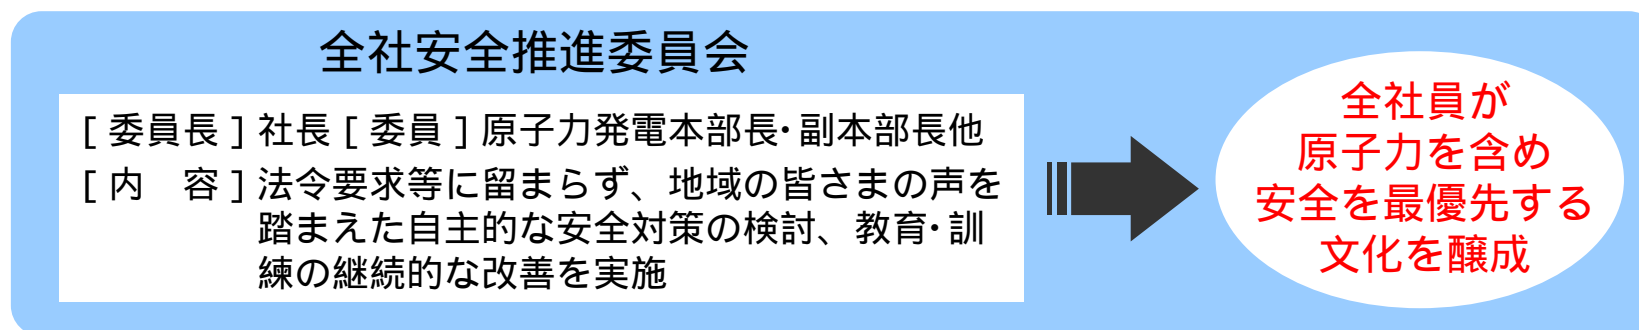 全社安全推進委員会
[ 委員長 ] 社長 [ 委員 ] 原子力発電本部長・副本部長他
[ 内　容 ] 法令要求等に留まらず、地域の皆さまの声を
踏まえた自主的な安全対策の検討、教育・訓
練の継続的な改善を実施
全社員が
原子力を含め
安全を最優先する
文化を醸成